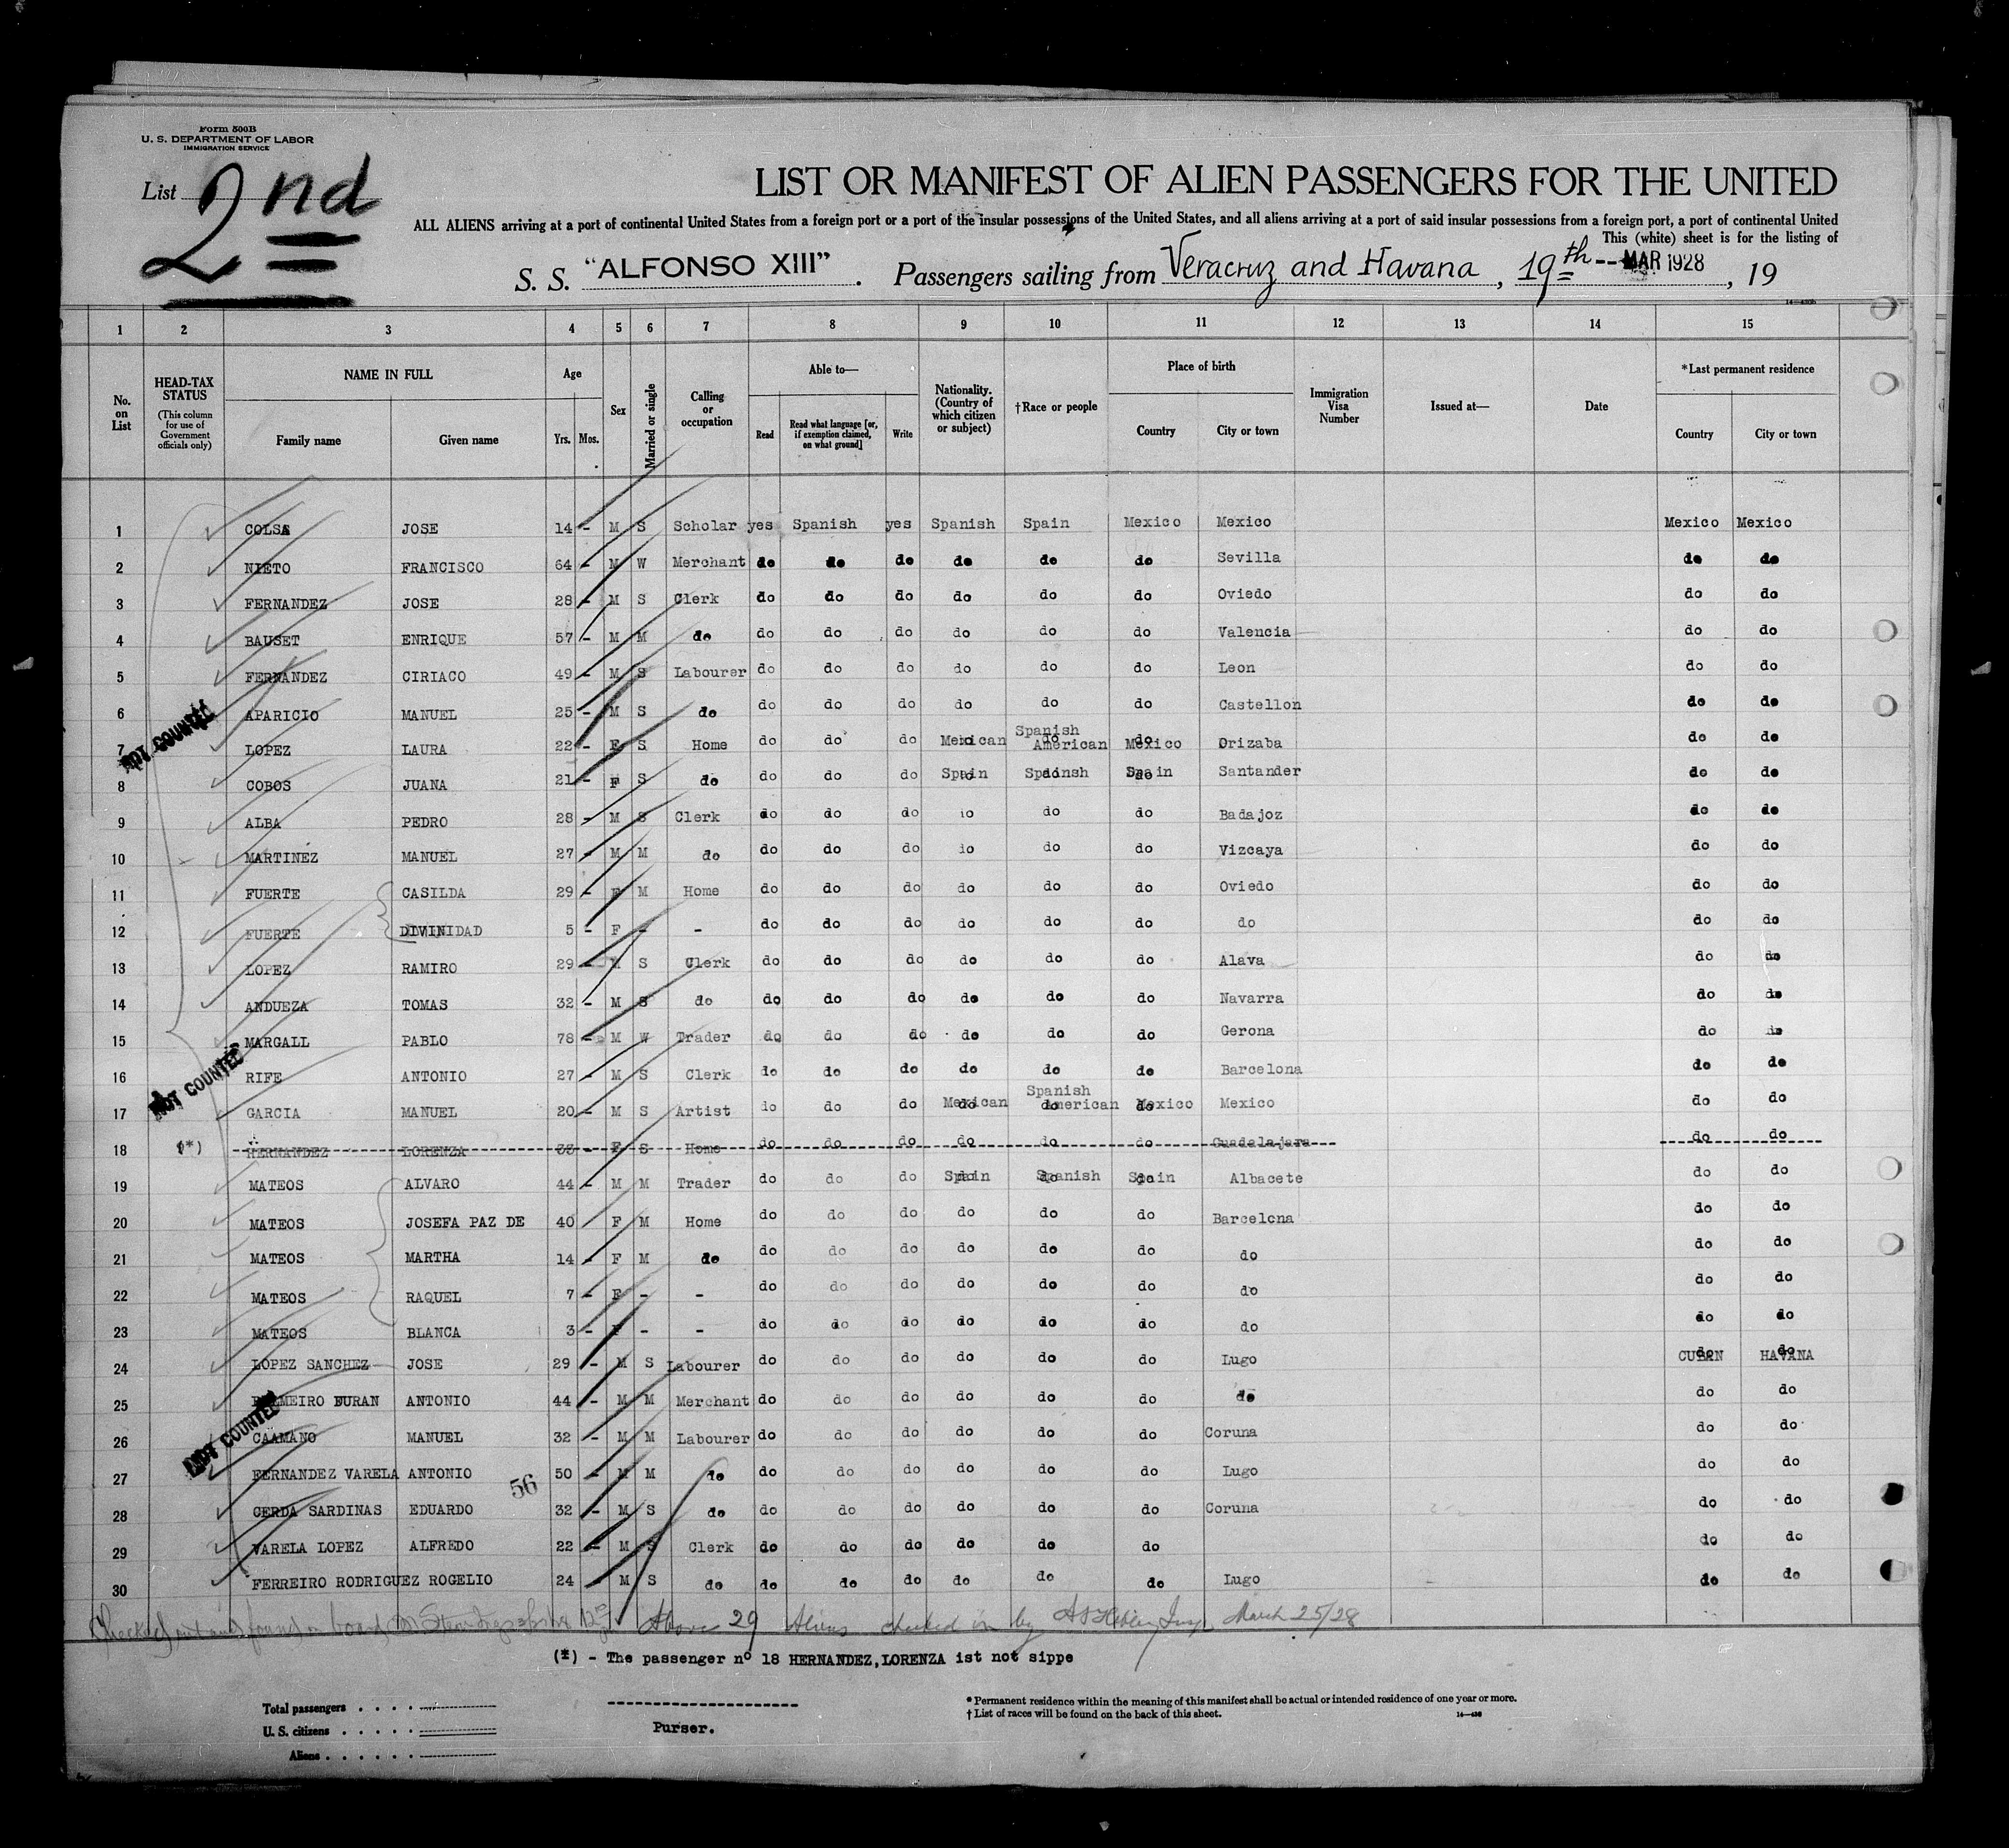 Form 500B
U. S. DEPARTMENT OF LABOR
IMMIGRATION SERVICE
List 2nd
LIST OR MANIFEST OF ALIEN PASSENGERS FOR THE UNITED
ALL ALIENS arriving at a port of continental United States from a foreign port or a port of the insular possessions of the United States, and all aliens arriving at a port of said insular possessions from a foreign port, a port of continental United
This (white) sheet is for the listing of
S. S. "ALFONSO XIII". Passengers sailing from Veracruz and Havana, 19th -- MAR 1928, 19
1 2 3 4 5 6 7 8 9 10 11 12 13 14 15
No. on List HEAD-TAX STATUS (This column for use of Government officials only) NAME IN FULL Family name Given name Age Yrs. Mos. Sex Married or single Calling or occupation Able to— Read Read what language [or, if exemption claimed, on what ground] Write Nationality. (Country of which citizen or subject) †Race or people Place of birth Country City or town Immigration Visa Number Issued at— Date *Last permanent residence Country City or town
1 COLSA JOSE 14 - M S Scholar yes Spanish yes Spanish Spain Mexico Mexico Mexico Mexico
2 NIETO FRANCISCO 64 - M W Merchant do do do do do do Sevilla do do
3 FERNANDEZ JOSE 28 - M S Clerk do do do do do do Oviedo do do
4 BAUSET ENRIQUE 57 - M M do do do do do do do Valencia do do
5 FERNANDEZ CIRIACO 49 - M S Labourer do do do do do do Leon do do
6 APARICIO MANUEL 25 - M S do do do do do do do Castellon do do
NOT COUNTED
7 LOPEZ LAURA 22 - F S Home do do do Mexican Spanish American Mexico Orizaba do do
8 COBOS JUANA 21 - F S do do do do Spain Spainsh Spain Santander do do
9 ALBA PEDRO 28 - M S Clerk do do do do do do Badajoz do do
10 MARTINEZ MANUEL 27 - M M do do do do do do do Vizcaya do do
11 FUERTE CASILDA 29 - F M Home do do do do do do Oviedo do do
12 FUERTE DIVINIDAD 5 - F - - do do do do do do do do do
13 LOPEZ RAMIRO 29 - M S Clerk do do do do do do Alava do do
14 ANDUEZA TOMAS 32 - M S do do do do do do do Navarra do do
15 MARGALL PABLO 78 - M W Trader do do do do do do Gerona do do
NOT COUNTED
16 RIFE ANTONIO 27 - M S Clerk do do do do do do Barcelona do do
17 GARCIA MANUEL 20 - M S Artist do do do Mexican Spanish American Mexico Mexico do do
18 (*) HERNANDEZ LORENZA 33 - F S Home do do do do do do Guadalajara do do
19 MATEOS ALVARO 44 - M M Trader do do do Spain Spanish Spain Albacete do do
20 MATEOS JOSEFA PAZ DE 40 F M Home do do do do do do Barcelona do do
21 MATEOS MARTHA 14 - F M do do do do do do do do do do
22 MATEOS RAQUEL 7 - F - - do do do do do do do do do
23 MATEOS BLANCA 3 - F - - do do do do do do do do do
24 LOPEZ SANCHEZ JOSE 29 - M S Labourer do do do do do do Lugo CUBAN HAVANA
25 EURAN ANTONIO 44 - M M Merchant do do do do do do do do do
NOT COUNTED
26 CAAMANO MANUEL 32 - M M Labourer do do do do do do Coruna do do
27 FERNANDEZ VARELA ANTONIO 50 - M M do do do do do do do Lugo do do
56
28 CERDA SARDINAS EDUARDO 32 - M S do do do do do do do Coruna do do
29 VARELA LOPEZ ALFREDO 22 - M S Clerk do do do do do do do do
30 FERREIRO RODRIGUEZ ROGELIO 24 - M S do do do do do do do Lugo do do
Checked out and found on board Above 29 Aliens checked in by Insp. March 25/28
(*) - The passenger nº 18 HERNANDEZ,LORENZA ist not sippe
Total passengers
U. S. citizens
Aliens
Purser.
* Permanent residence within the meaning of this manifest shall be actual or intended residence of one year or more.
† List of races will be found on the back of this sheet.